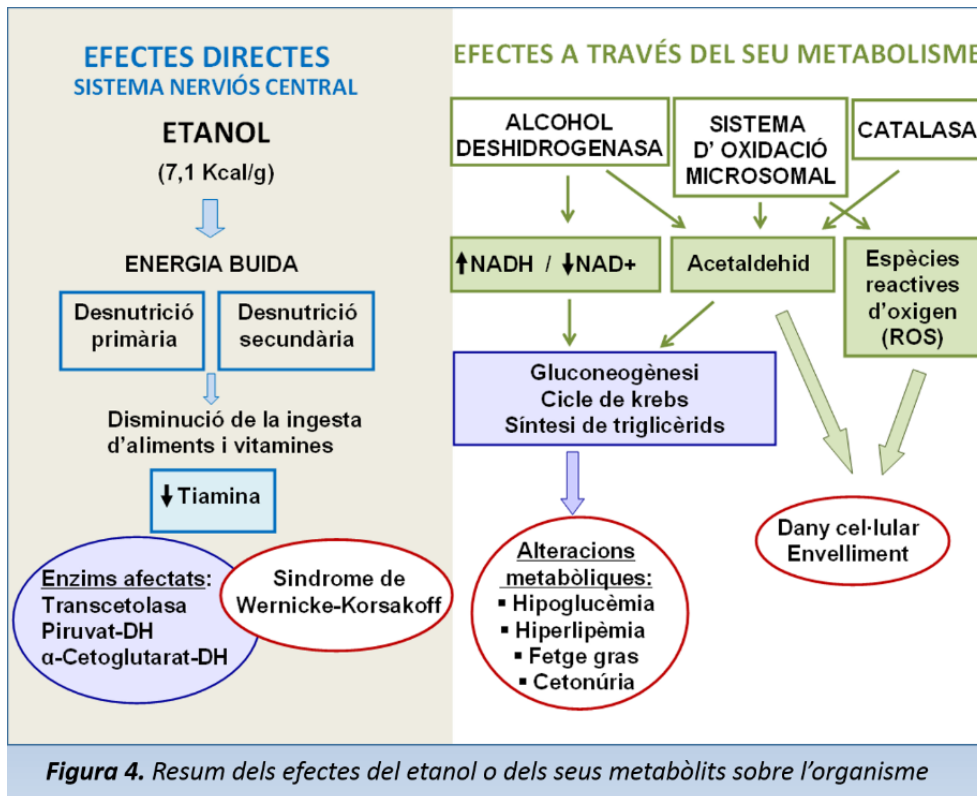 EFECTES DIRECTES
SISTEMA NERVIÓS CENTRAL
ETANOL
(7,1 Kcal/g)
ENERGIA BUIDA
Desnutrició
primària
Desnutrició
secundària
Disminució de la ingesta
d'aliments i vitamines
↓Tiamina
Enzims afectats:
Transcetolasa
Piruvat-DH
α-Cetoglutarat-DH
Sindrome de
Wernicke-Korsakoff
EFECTES A TRAVÉS DEL SEU METABOLISME
ALCOHOL
DESHIDROGENASA
SISTEMA
D' OXIDACIÓ
MICROSOMAL
CATALASA
↑NADH / ↓NAD+
Acetaldehid
Espècies
reactives
d'oxigen
(ROS)
Gluconeogènesi
Cicle de krebs
Síntesi de triglicèrids
Alteracions
metabòliques:
▪ Hipoglucèmia
▪ Hiperlipèmia
▪ Fetge gras
▪ Cetonúria
Dany cel·lular
Envelliment
Figura 4. Resum dels efectes del etanol o dels seus metabòlits sobre l'organisme